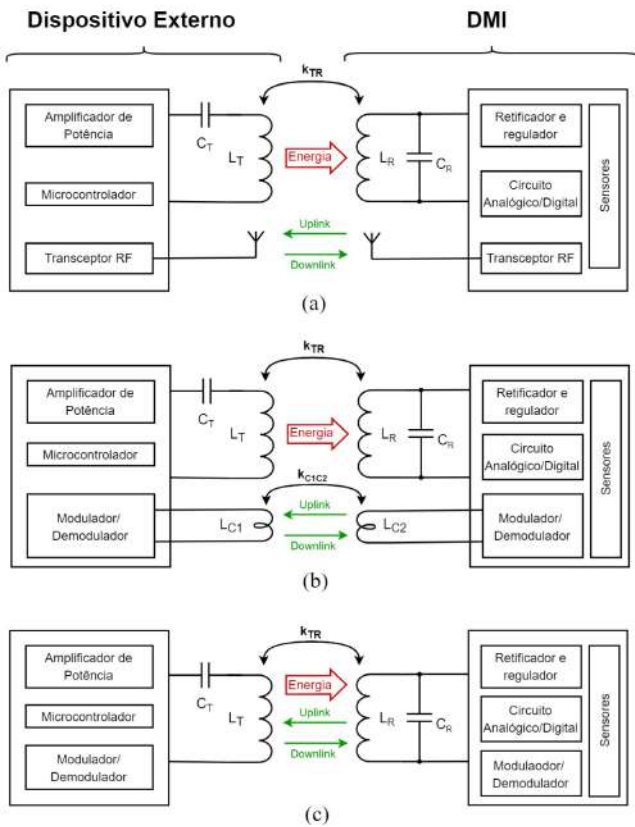 Dispositivo Externo
DMI
kTR
Amplificador de
Potência
Microcontrolador
Transceptor RF
CT
LT
Energia
Uplink
Downlink
LR
CR
Retificador e
regulador
Circuito
Analógico/Digital
Transceptor RF
Sensores
(a)
kTR
Amplificador de
Potência
Microcontrolador
Modulador/
Demodulador
CT
LT
Energia
kC1C2
LC1
Uplink
Downlink
LC2
LR
CR
Retificador e
regulador
Circuito
Analógico/Digital
Modulador/
Demodulador
Sensores
(b)
kTR
Amplificador de
Potência
Microcontrolador
Modulador/
Demodulador
CT
LT
Energia
Uplink
Downlink
LR
CR
Retificador e
regulador
Circuito
Analógico/Digital
Modulaodor/
Demodulador
Sensores
(c)